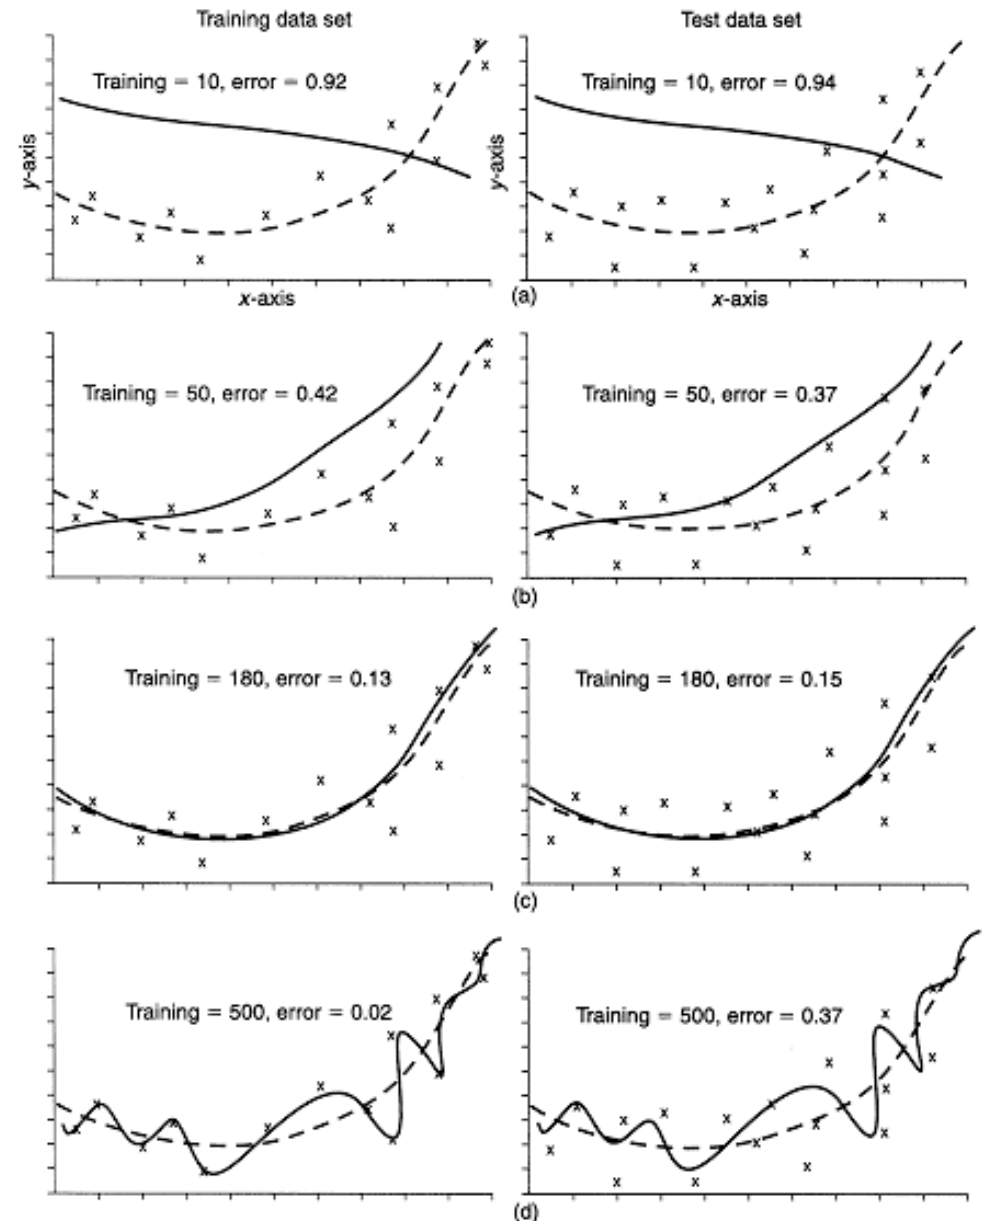 Training data set
Test data set
Training = 10, error = 0.92
Training = 10, error = 0.94
y-axis
y-axis
x-axis
(a)
x-axis
Training = 50, error = 0.42
Training = 50, error = 0.37
(b)
Training = 180, error = 0.13
Training = 180, error = 0.15
(c)
Training = 500, error = 0.02
Training = 500, error = 0.37
(d)